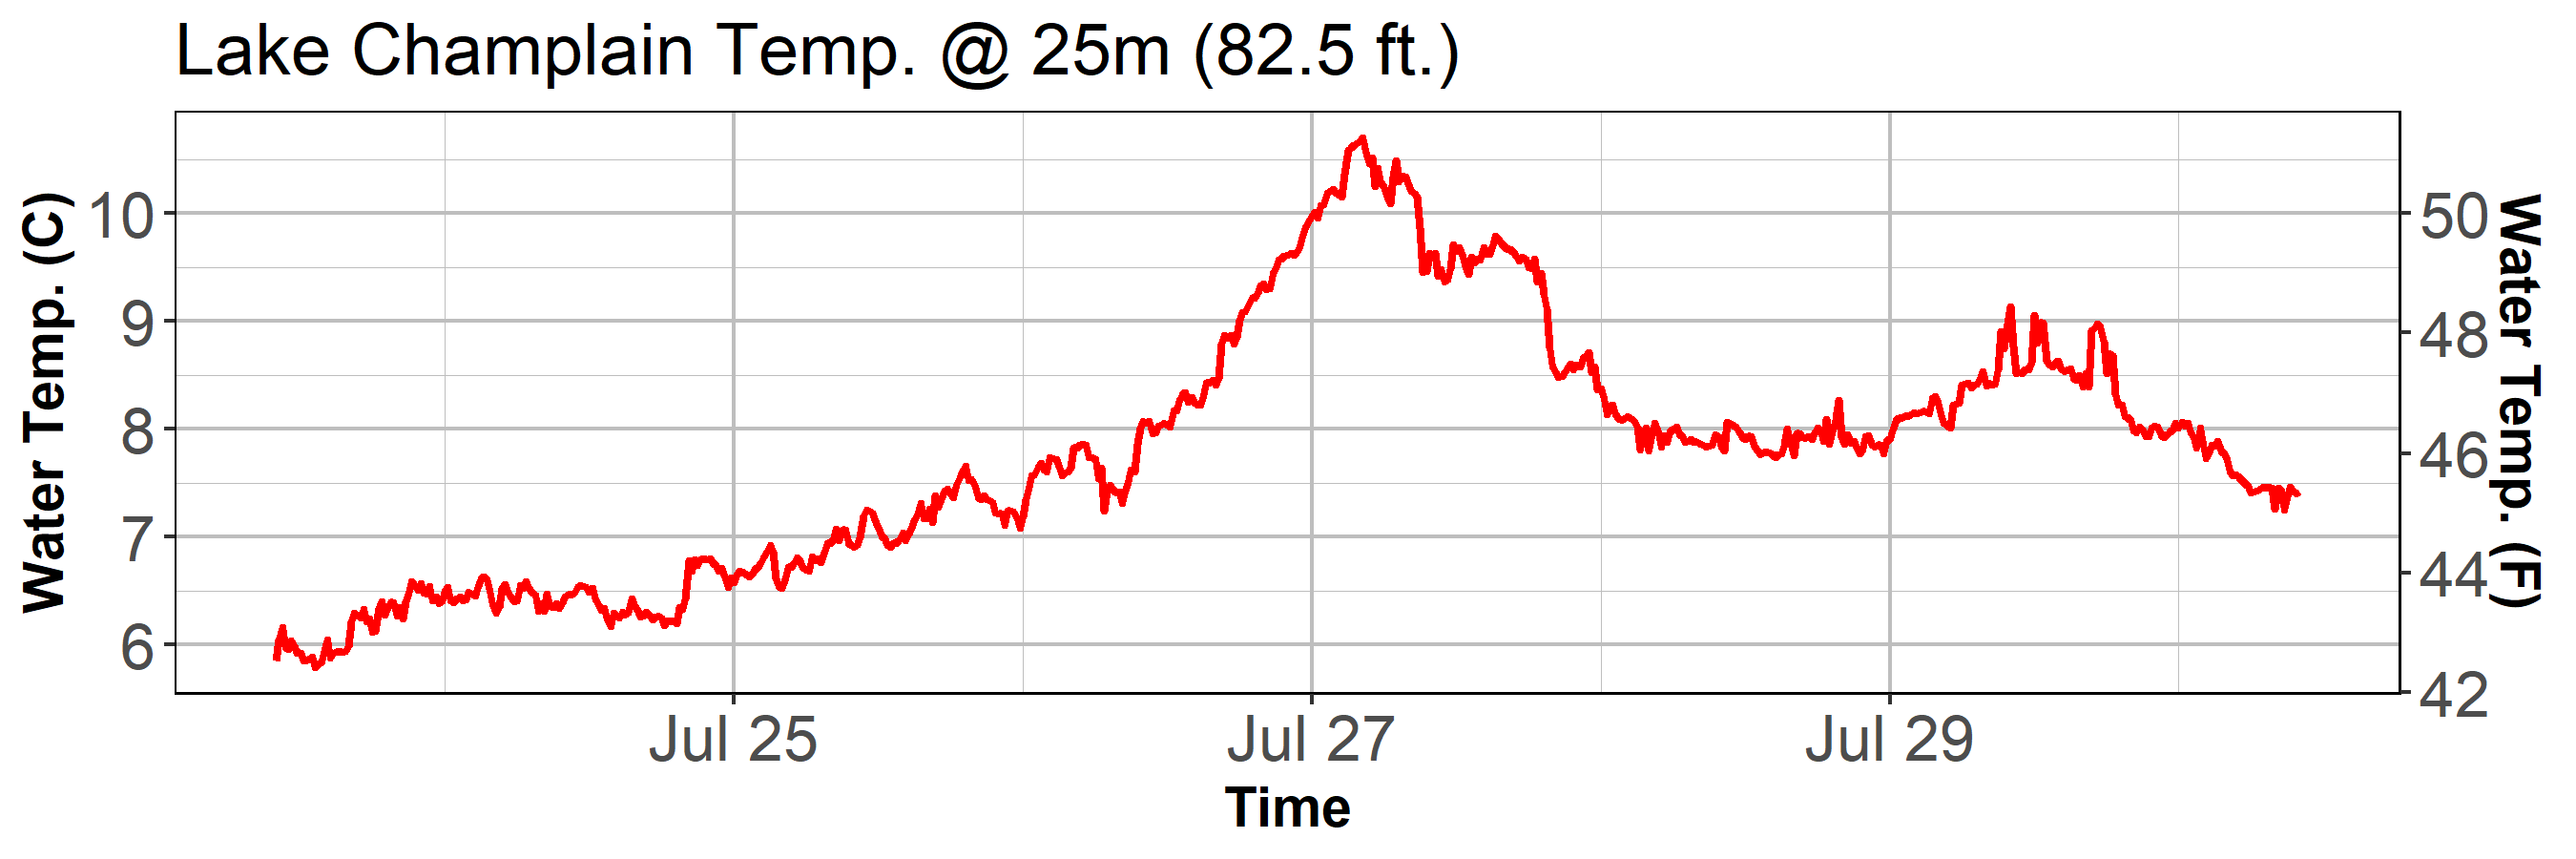 Lake Champlain Temp. @ 25m (82.5 ft.)
Water Temp. (C)
10
9
8
7
6
50
48
46
44
42
Water Temp. (F)
Jul 25 Jul 27 Jul 29
Time